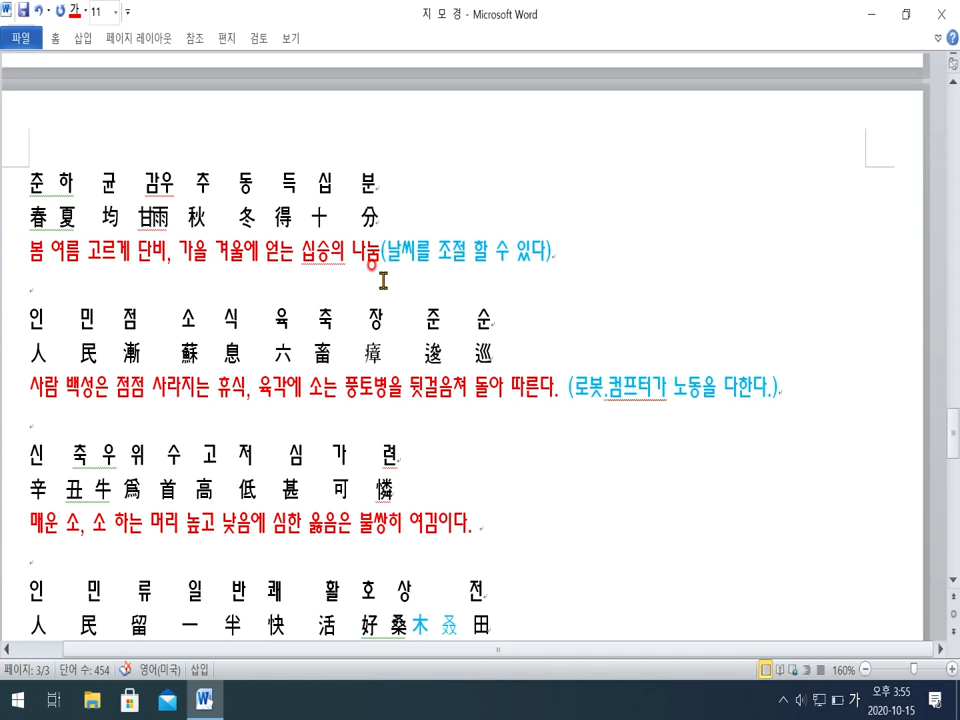 가 11
지 모 경 - Microsoft Word
파일 홈 삽입 페이지 레이아웃 참조 편지 검토 보기
춘 하 균 감우 추 동 득 십 분
春 夏 均 甘雨 秋 冬 得 十 分
봄 여름 고르게 단비, 가을 겨울에 얻는 십승의 나눔(날씨를 조절 할 수 있다).
인 민 점 소 식 육 축 장 준 순
人 民 漸 蘇 息 六 畜 瘴 逡 巡
사람 백성은 점점 사라지는 휴식, 육각에 소는 풍토병을 뒷걸음쳐 돌아 따른다. (로봇.컴프터가 노동을 다한다.)
신 축 우 위 수 고 저 심 가 련
辛 丑 牛 爲 首 高 低 甚 可 憐
매운 소, 소 하는 머리 높고 낮음에 심한 옳음은 불쌍히 여김이다.
인 민 류 일 반 쾌 활 호 상 전
人 民 留 一 半 快 活 好 桑 木 叒 田
페이지: 3/3 단어 수: 454 영어(미국) 삽입 160%
가 오후 3:55
2020-10-15